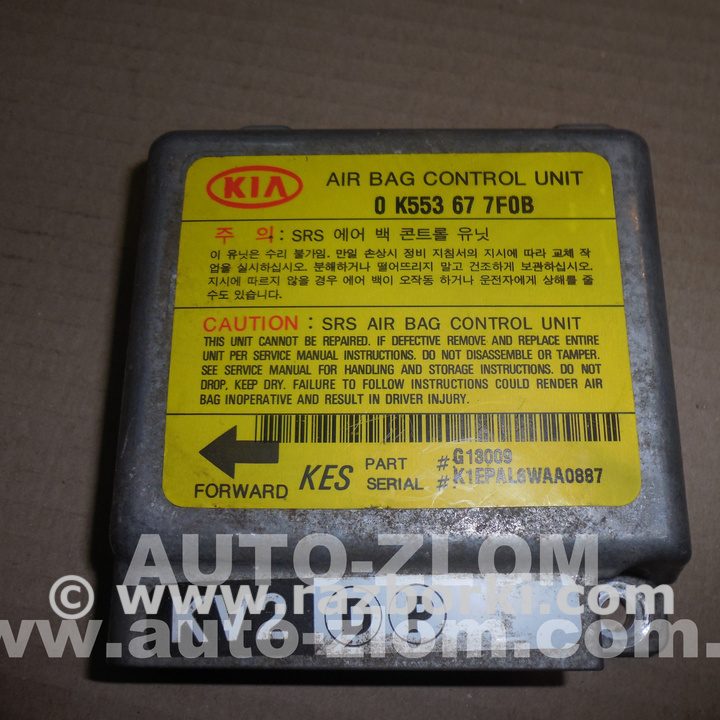 KIA
AIR BAG CONTROL UNIT
0 K553 67 7F0B
주 의 : SRS 에어 백 콘트롤 유닛
이 유닛은 수리 불가임. 만일 손상시 정비 지침서의 지시에 따라 교체 작
업을 실시하십시오. 분해하거나 떨어뜨리지 말고 건조하게 보관하십시오.
지시에 따르지 않을 경우 에어 백이 오작동 하거나 운전자에게 상해를 줄
수도 있습니다.
CAUTION : SRS AIR BAG CONTROL UNIT
THIS UNIT CANNOT BE REPAIRED. IF DEFECTIVE REMOVE AND REPLACE ENTIRE
UNIT PER SERVICE MANUAL INSTRUCTIONS. DO NOT DISASSEMBLE OR TAMPER.
SEE SERVICE MANUAL FOR HANDLING AND STORAGE INSTRUCTIONS. DO NOT
DROP, KEEP DRY. FAILURE TO FOLLOW INSTRUCTIONS COULD RENDER AIR
BAG INOPERATIVE AND RESULT IN DRIVER INJURY.
FORWARD
KES
PART # G13009
SERIAL # K1EPAL8WAA0887
AUTO-ZLOM
© www.razborki.com
KV2 D P
www.auto-zlom.com